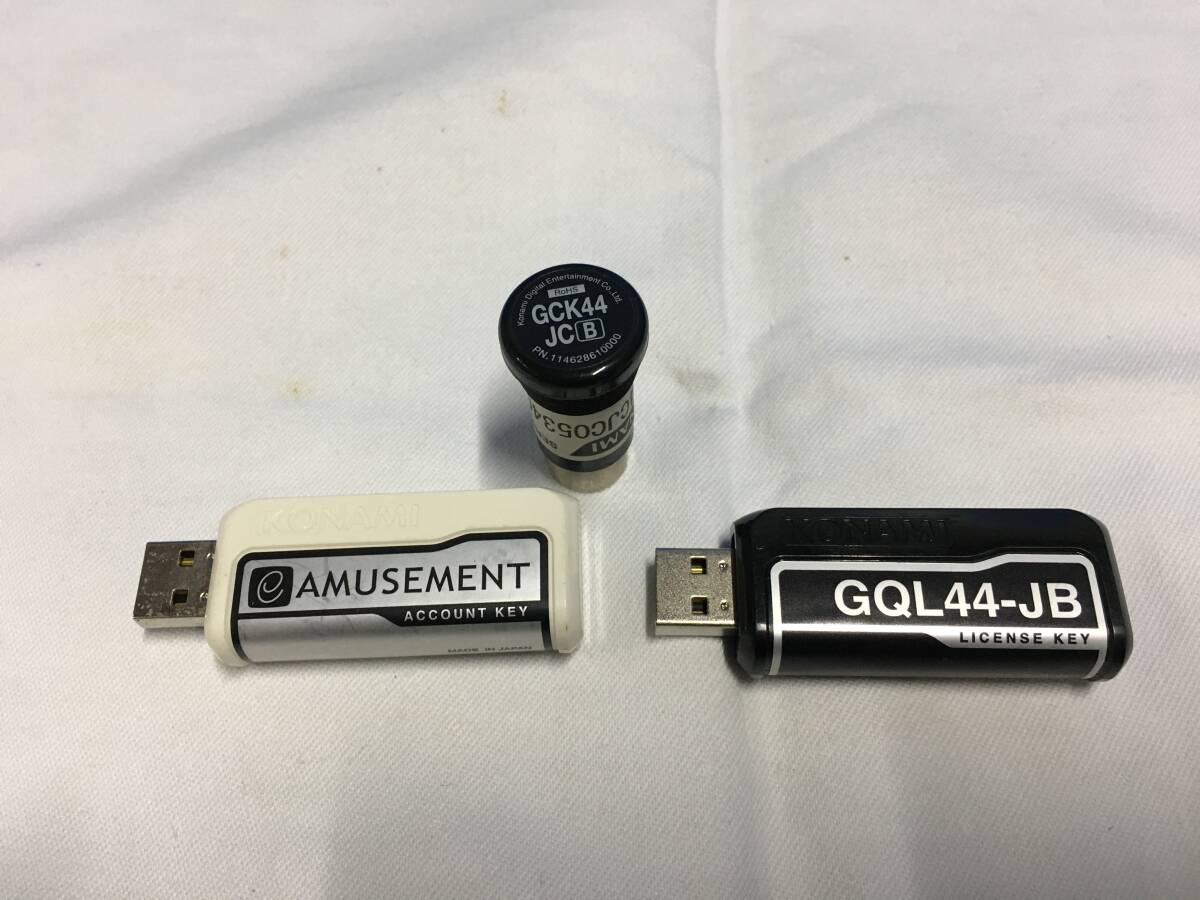 Konami Digital Entertainment Co.,Ltd.
RoHS
GCK44
JC B
PN.114628610000
KONAMI
e AMUSEMENT
ACCOUNT KEY
MADE IN JAPAN
KONAMI
GQL44-JB
LICENSE KEY